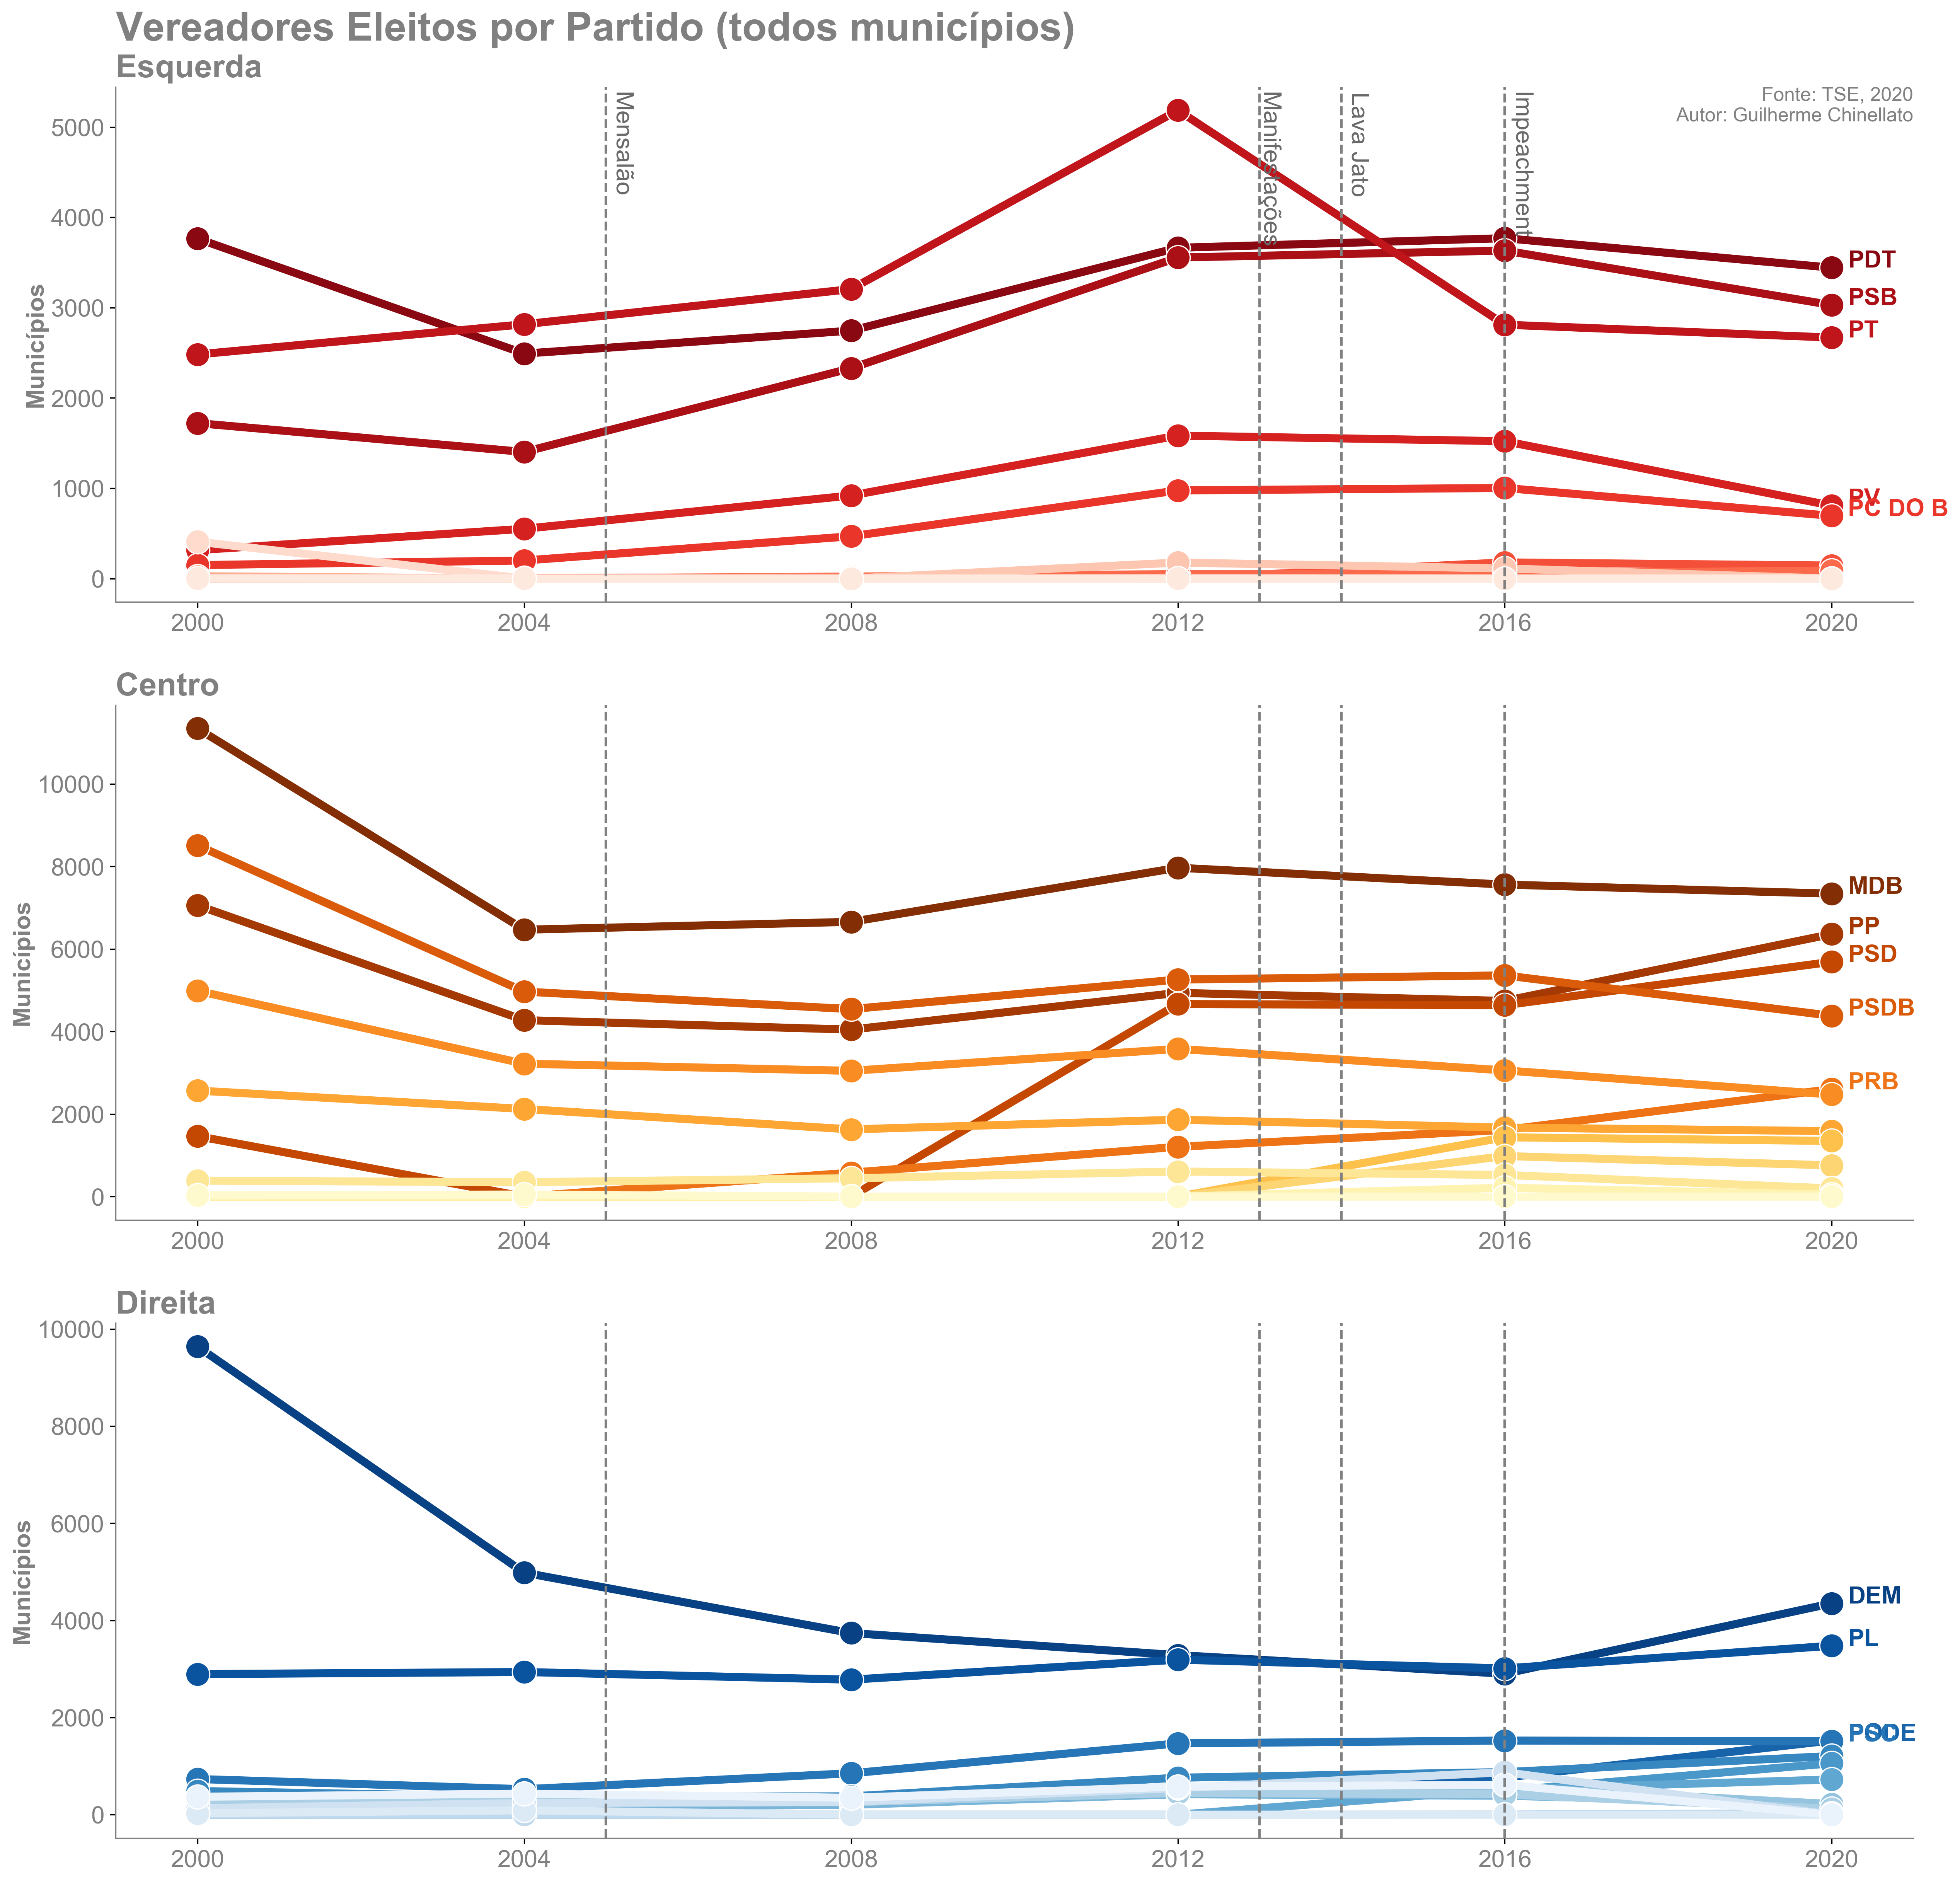 Vereadores Eleitos por Partido (todos municípios)
Esquerda
Fonte: TSE, 2020
Autor: Guilherme Chinellato
Mensalão
Manifestações
Lava Jato
Impeachment
Municípios
5000
4000
3000
2000
1000
0
PDT
PSB
PT
PV
PC DO B
2000 2004 2008 2012 2016 2020
Centro
Municípios
10000
8000
6000
4000
2000
0
MDB
PP
PSD
PSDB
PRB
2000 2004 2008 2012 2016 2020
Direita
Municípios
10000
8000
6000
4000
2000
0
DEM
PL
2000 2004 2008 2012 2016 2020